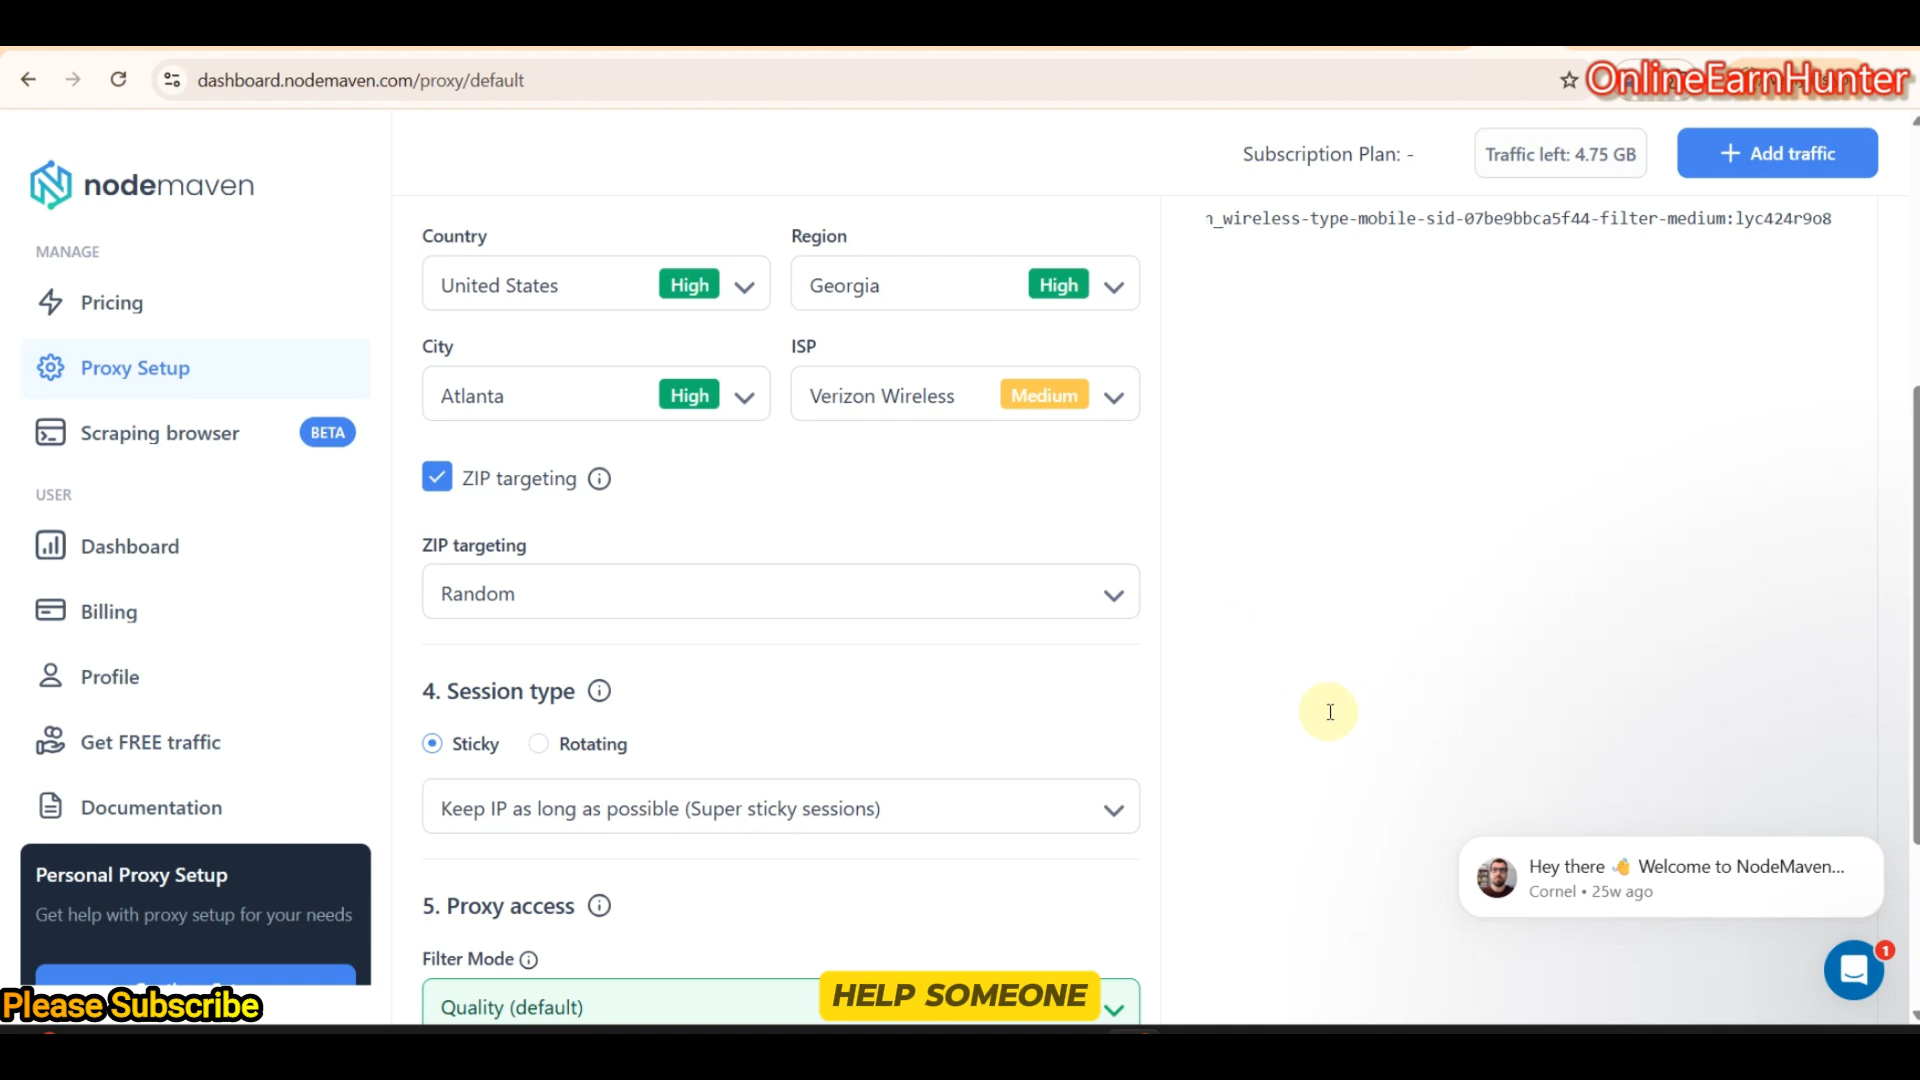 dashboard.nodemaven.com/proxy/default
OnlineEarnHunter
nodemaven
Subscription Plan: -
Traffic left: 4.75 GB
Add traffic
MANAGE
Pricing
Proxy Setup
Scraping browser
BETA
USER
Dashboard
Billing
Profile
Get FREE traffic
Documentation
Personal Proxy Setup
Get help with proxy setup for your needs
Please Subscribe
Country
United States
High
Region
Georgia
High
City
Atlanta
High
ISP
Verizon Wireless
Medium
ZIP targeting
ZIP targeting
Random
4. Session type
Sticky
Rotating
Keep IP as long as possible (Super sticky sessions)
5. Proxy access
Filter Mode
Quality (default)
HELP SOMEONE
_wireless-type-mobile-sid-07be9bbca5f44-filter-medium:lyc424r9o8
Hey there 👋 Welcome to NodeMaven...
Cornel • 25w ago
1